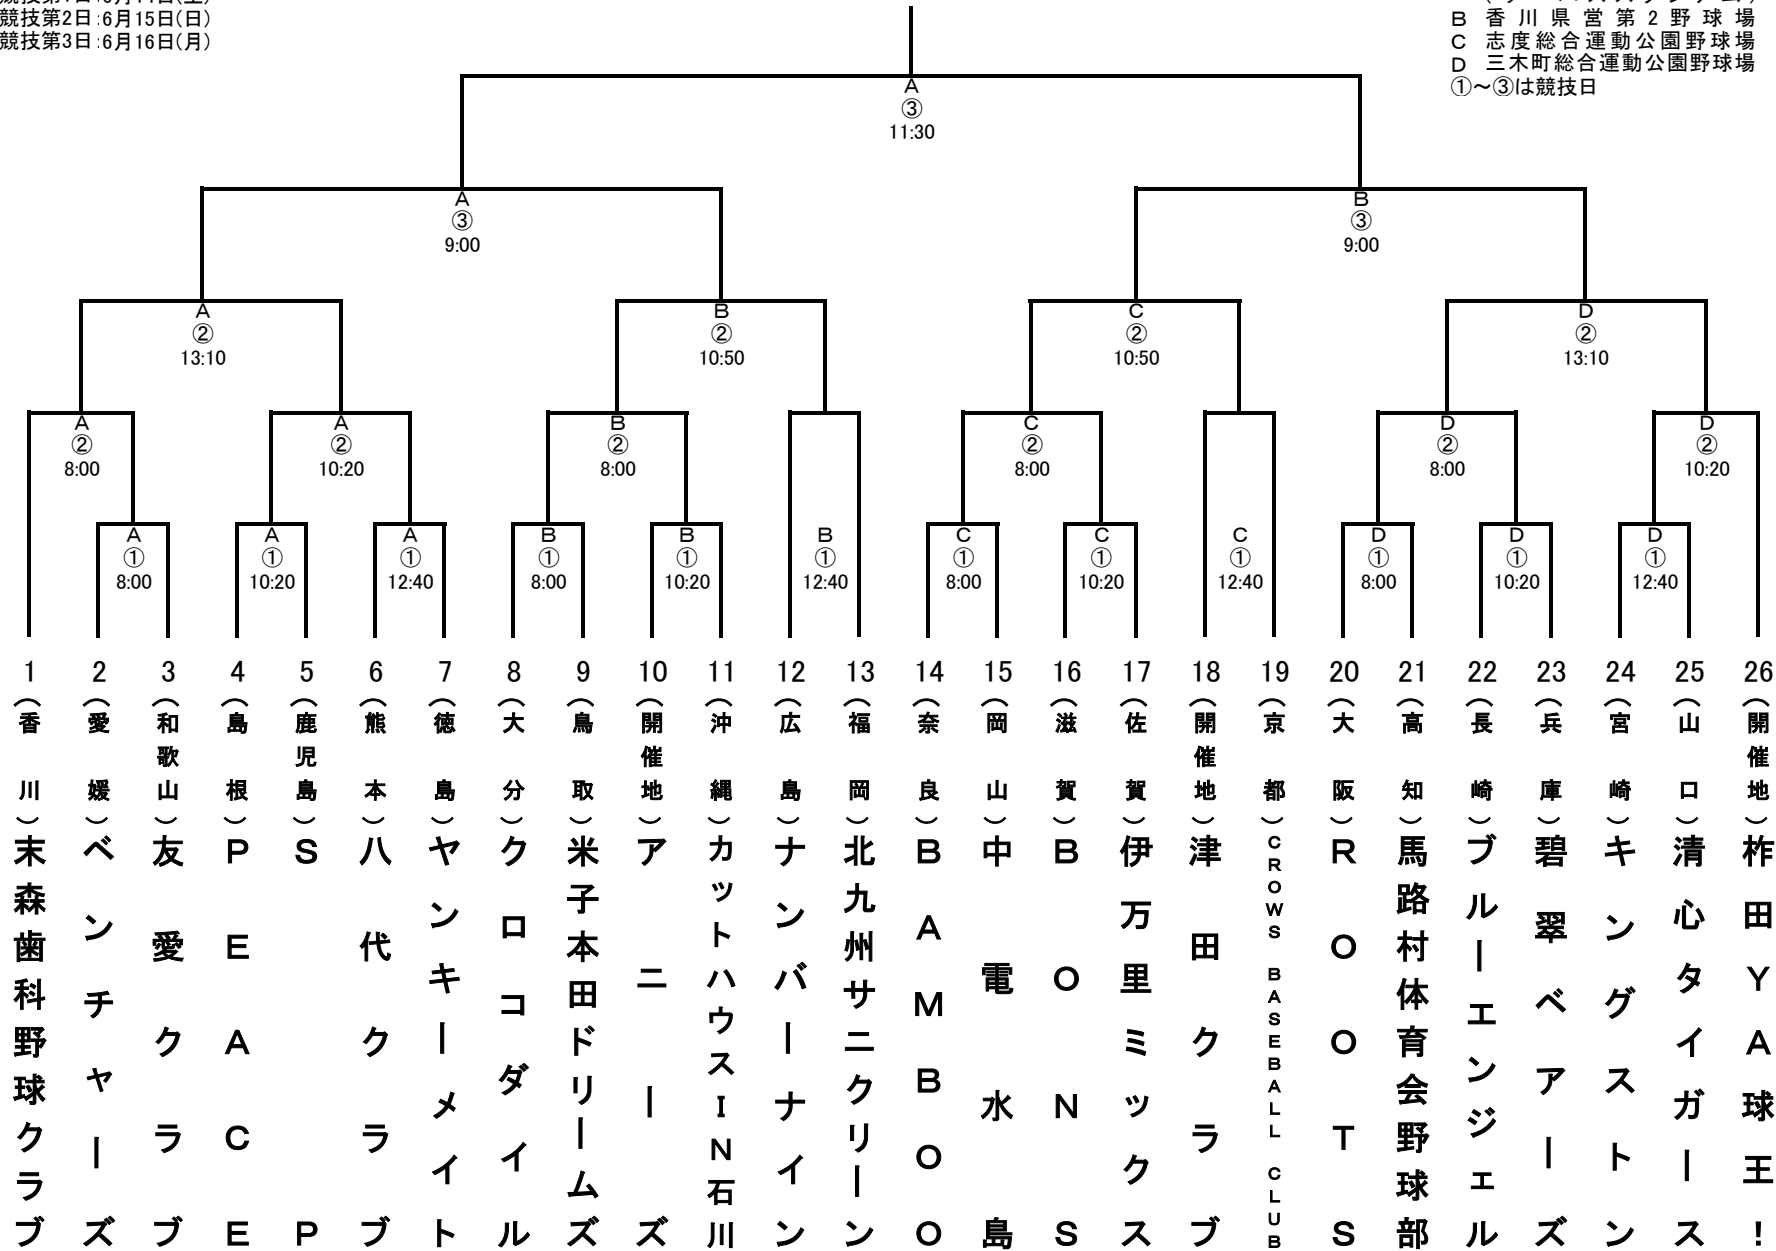 競技第2日:6月15日(日)
競技第3日:6月16日(月)
B 香川県営第2野球場
C 志度総合運動公園野球場
D 三木町総合運動公園野球場
①～③は競技日
A
③
11:30
A
③
9:00
B
③
9:00
A
②
13:10
B
②
10:50
C
②
10:50
D
②
13:10
A
②
8:00
A
②
10:20
B
②
8:00
C
②
8:00
D
②
8:00
D
②
10:20
A
①
8:00
A
①
10:20
A
①
12:40
B
①
8:00
B
①
10:20
B
①
12:40
C
①
8:00
C
①
10:20
C
①
12:40
D
①
8:00
D
①
10:20
D
①
12:40
1(香川)末森歯科野球クラブ
2(愛媛)ベンチャーズ
3(和歌山)友愛クラブ
4(島根)PEACE
5(鹿児島)SP
6(熊本)八代クラブ
7(徳島)ヤンキーメイト
8(大分)クロコダイル
9(鳥取)米子本田ドリームズ
10(開催地)アニーズ
11(沖縄)カットハウスIN石川
12(広島)ナンバーナイン
13(福岡)北九州サニクリーン
14(奈良)BAMBOO
15(岡山)中電水島
16(滋賀)BONS
17(佐賀)伊万里ミックス
18(開催地)津田クラブ
19(京都)CROWS BASEBALL CLUB
20(大阪)ROOTS
21(高知)馬路村体育会野球部
22(長崎)ブルーエンジェル
23(兵庫)碧翠ベアーズ
24(宮崎)キングストン
25(山口)清心タイガース
26(開催地)柞田YA球王!